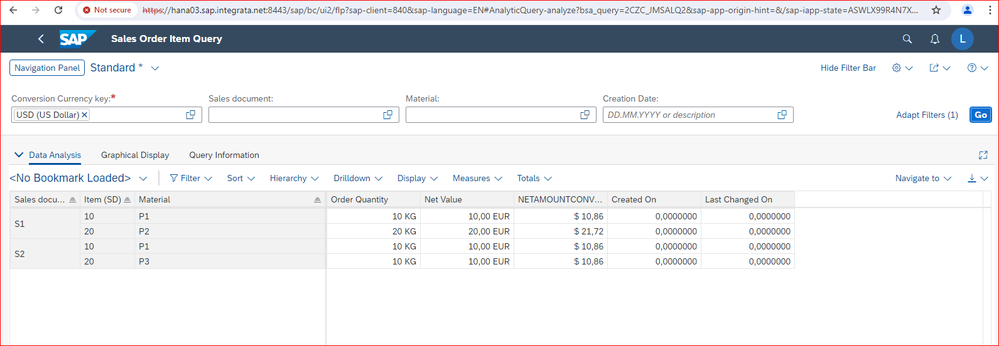 Not secure https://hana03.sap.integrata.net:8443/sap/bc/ui2/flp?sap-client=840&sap-language=EN#AnalyticQuery-analyze?bsa_query=2CZC_JMSALQ2&sap-app-origin-hint=&/sap-iapp-state=ASWLX99R4N7X...
SAP Sales Order Item Query L
Navigation Panel Standard * Hide Filter Bar
Conversion Currency key:* Sales document: Material: Creation Date:
USD (US Dollar) DD.MM.YYYY or description Adapt Filters (1) Go
Data Analysis Graphical Display Query Information
<No Bookmark Loaded> Filter Sort Hierarchy Drilldown Display Measures Totals Navigate to
Sales docu... Item (SD) Material Order Quantity Net Value NETAMOUNTCONV... Created On Last Changed On
S1 10 P1 10 KG 10,00 EUR $ 10,86 0,0000000 0,0000000
20 P2 20 KG 20,00 EUR $ 21,72 0,0000000 0,0000000
S2 10 P1 10 KG 10,00 EUR $ 10,86 0,0000000 0,0000000
20 P3 10 KG 10,00 EUR $ 10,86 0,0000000 0,0000000